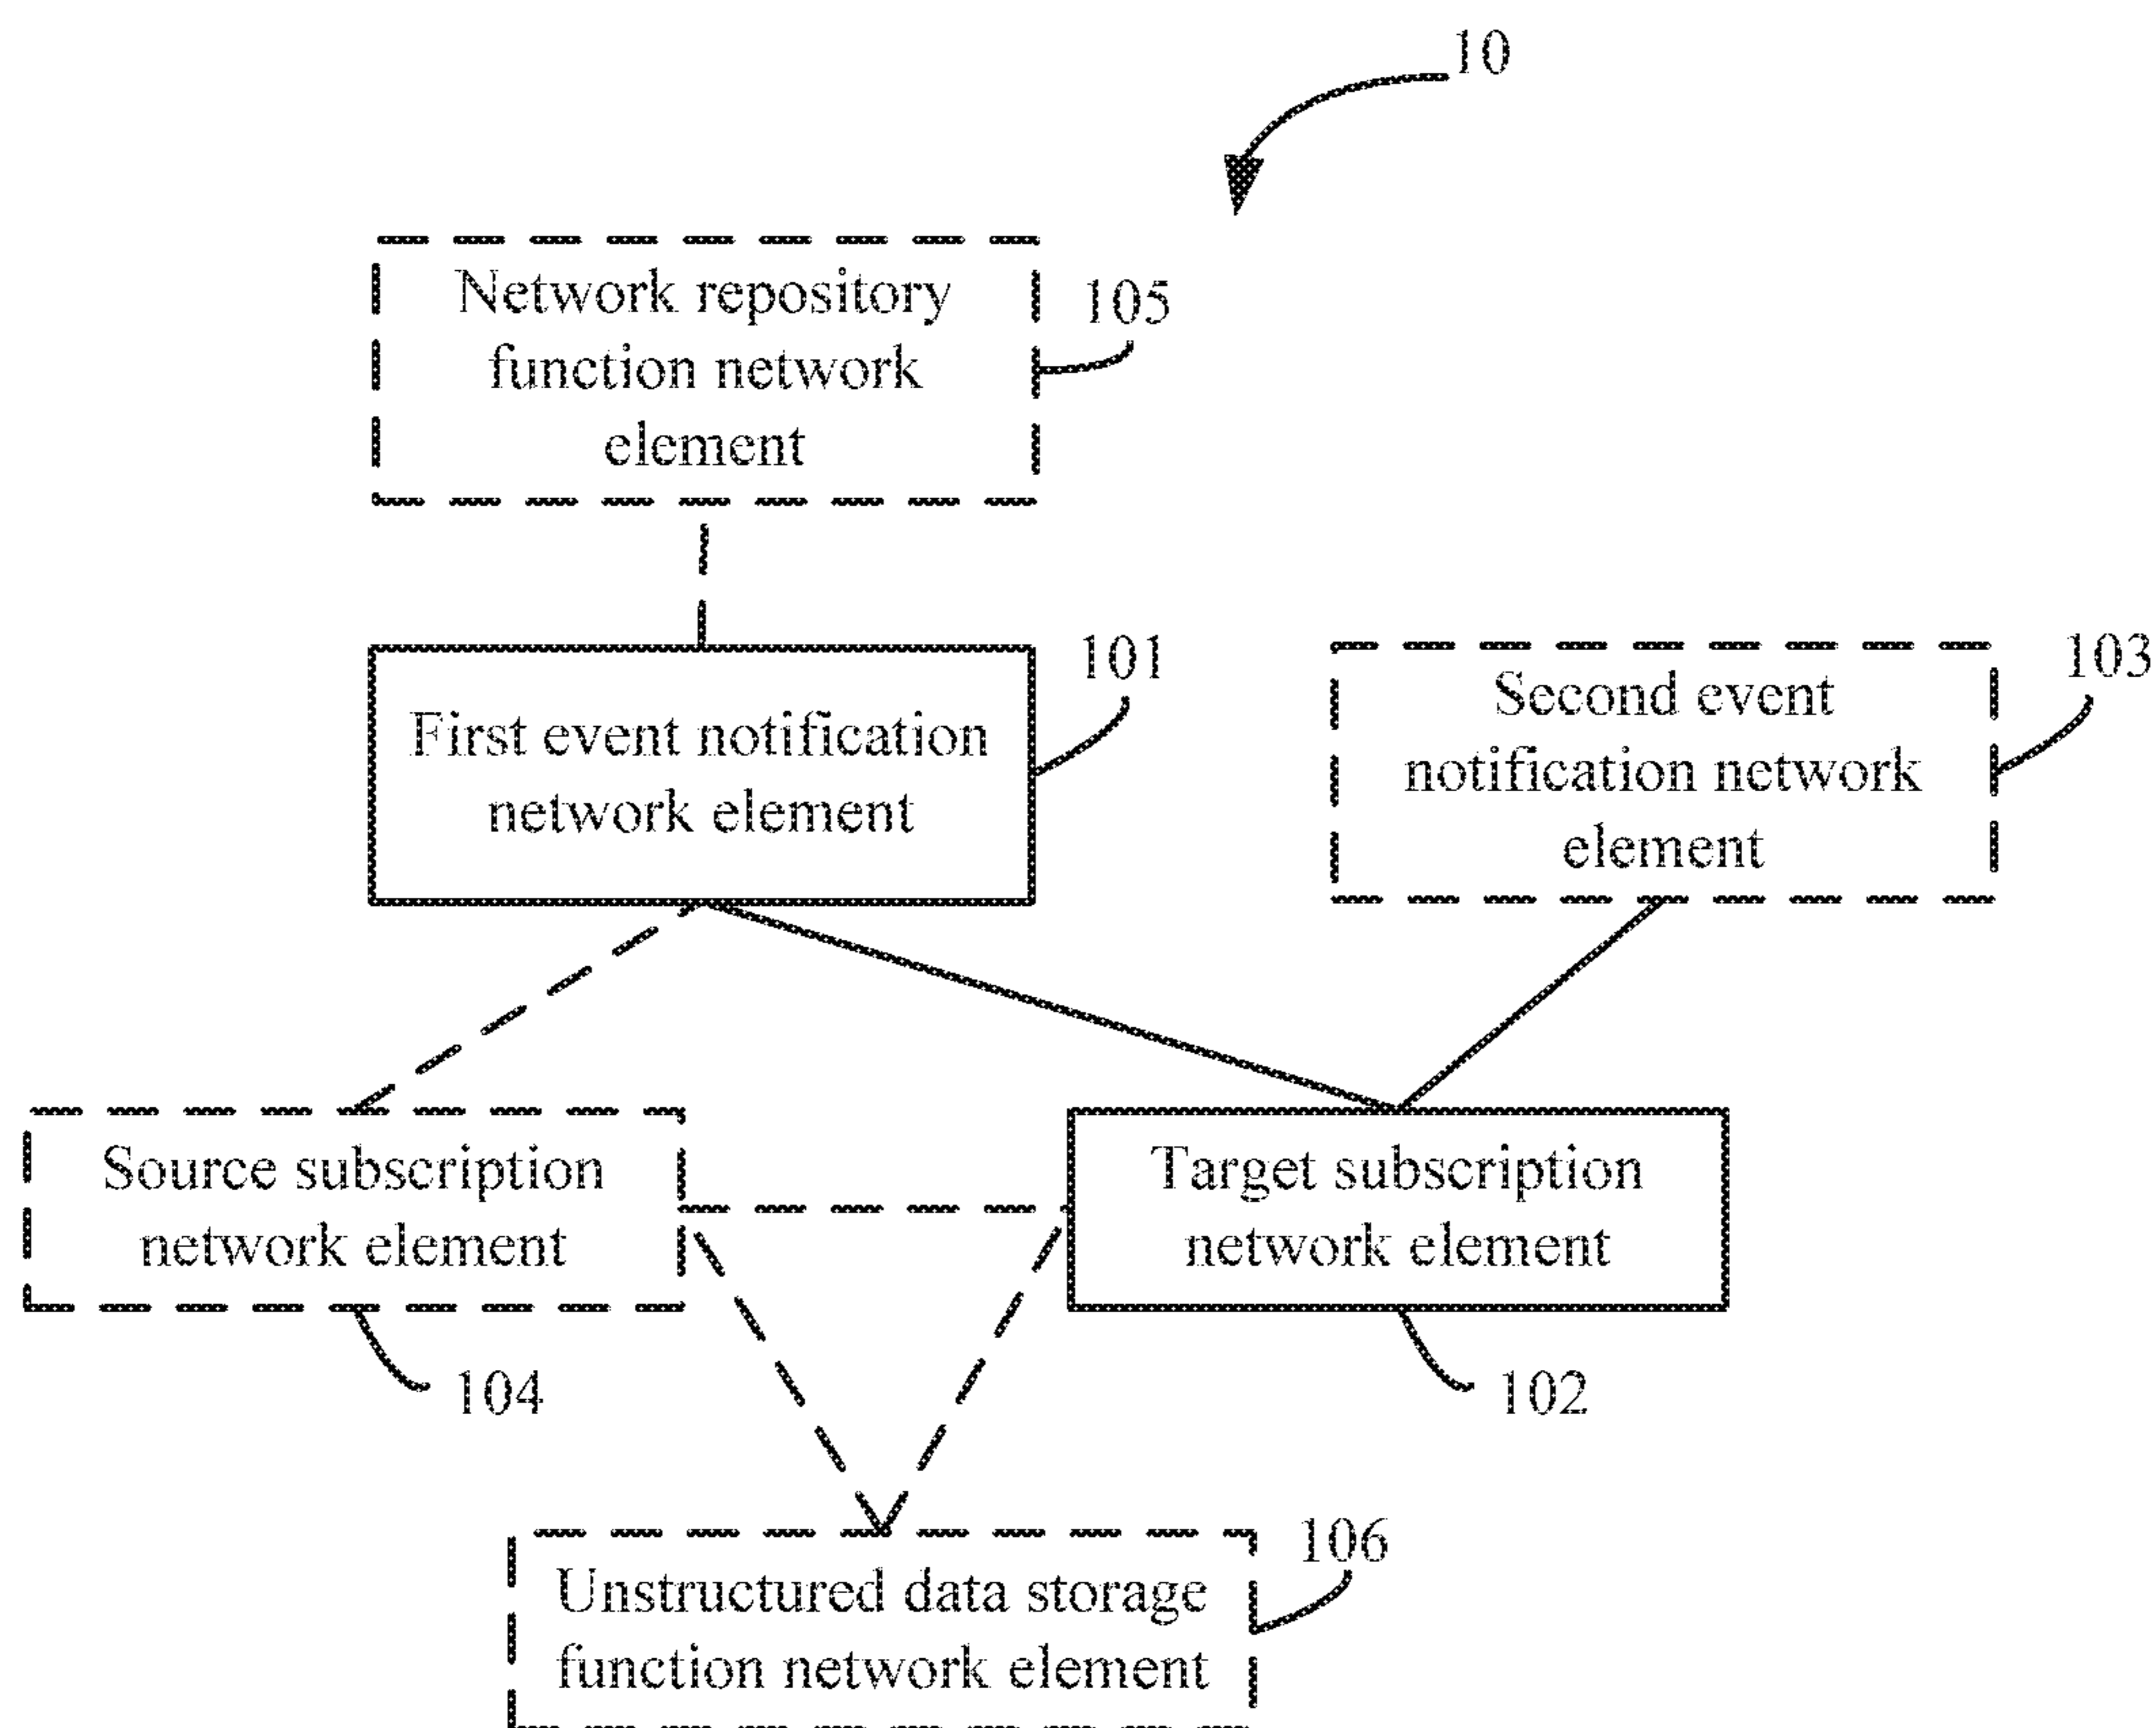 10
Network repository
function network
element
105
First event notification
network element
101
Second event
notification network
element
103
Source subscription
network element
104
Target subscription
network element
102
Unstructured data storage
function network element
106